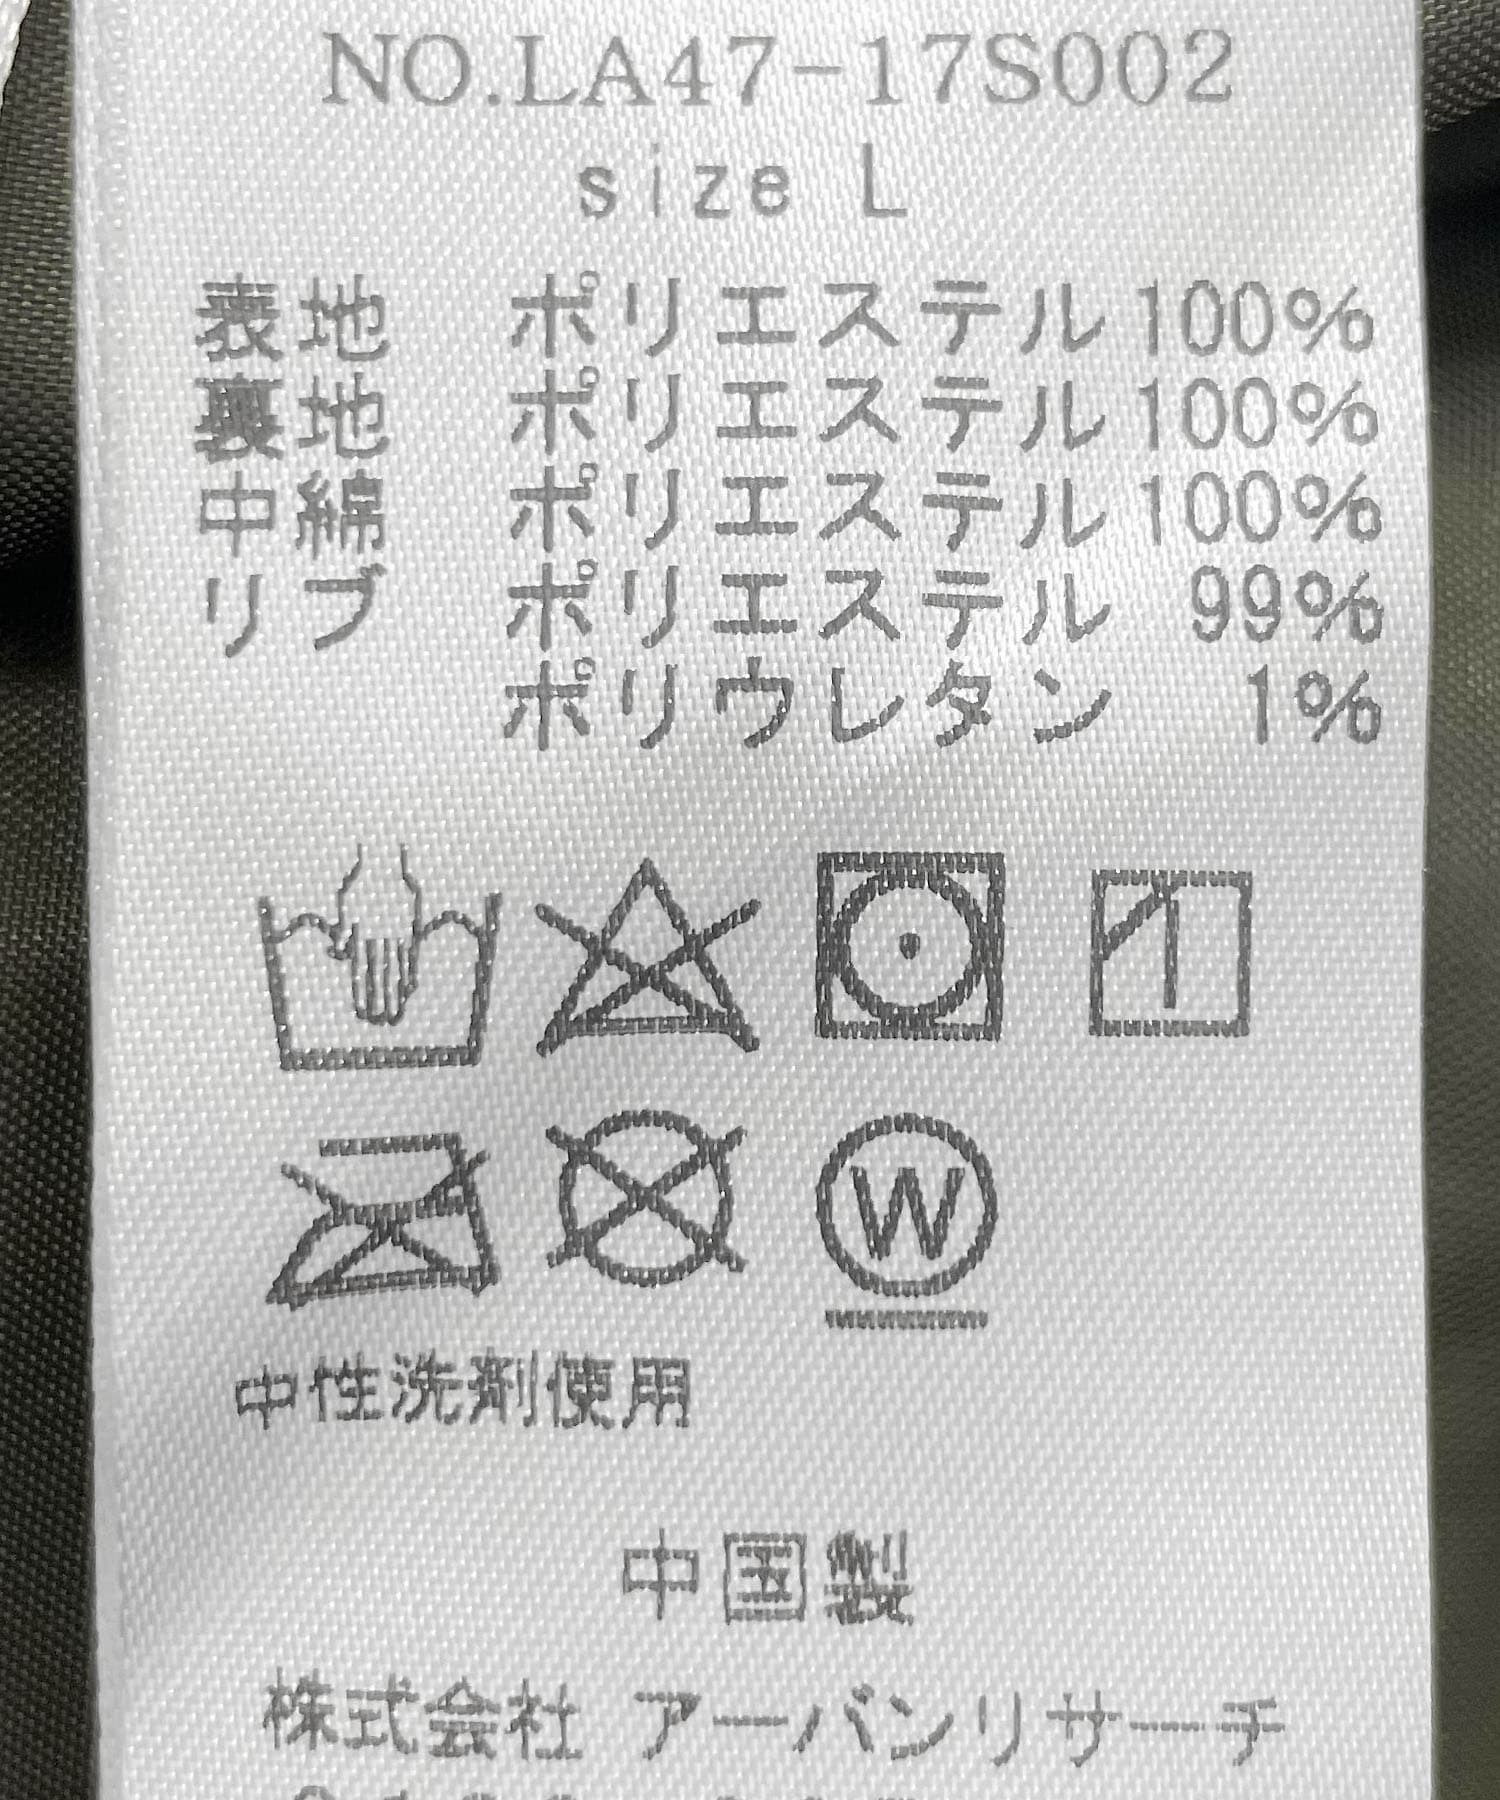 NO.LA47-17S002
size L
表地 ポリエステル100%
裏地 ポリエステル100%
中綿 ポリエステル100%
リブ ポリエステル 99%
ポリウレタン 1%
W
中性洗剤使用
中国製
株式会社 アーバンリサーチ